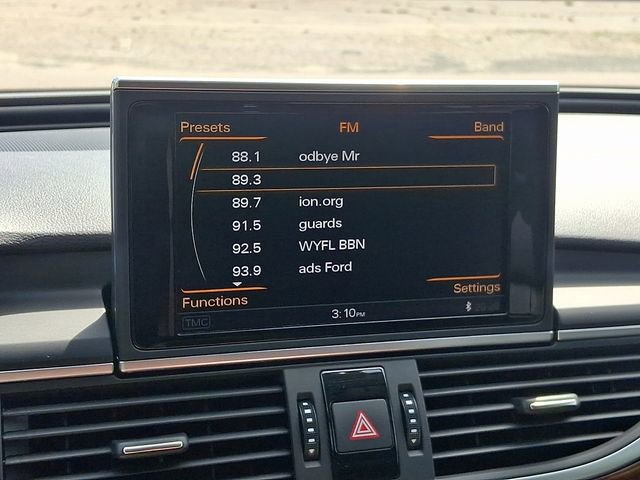 Presets FM Band
88.1 odbye Mr
89.3
89.7 ion.org
91.5 guards
92.5 WYFL BBN
93.9 ads Ford
Functions Settings
TMC 3:10PM